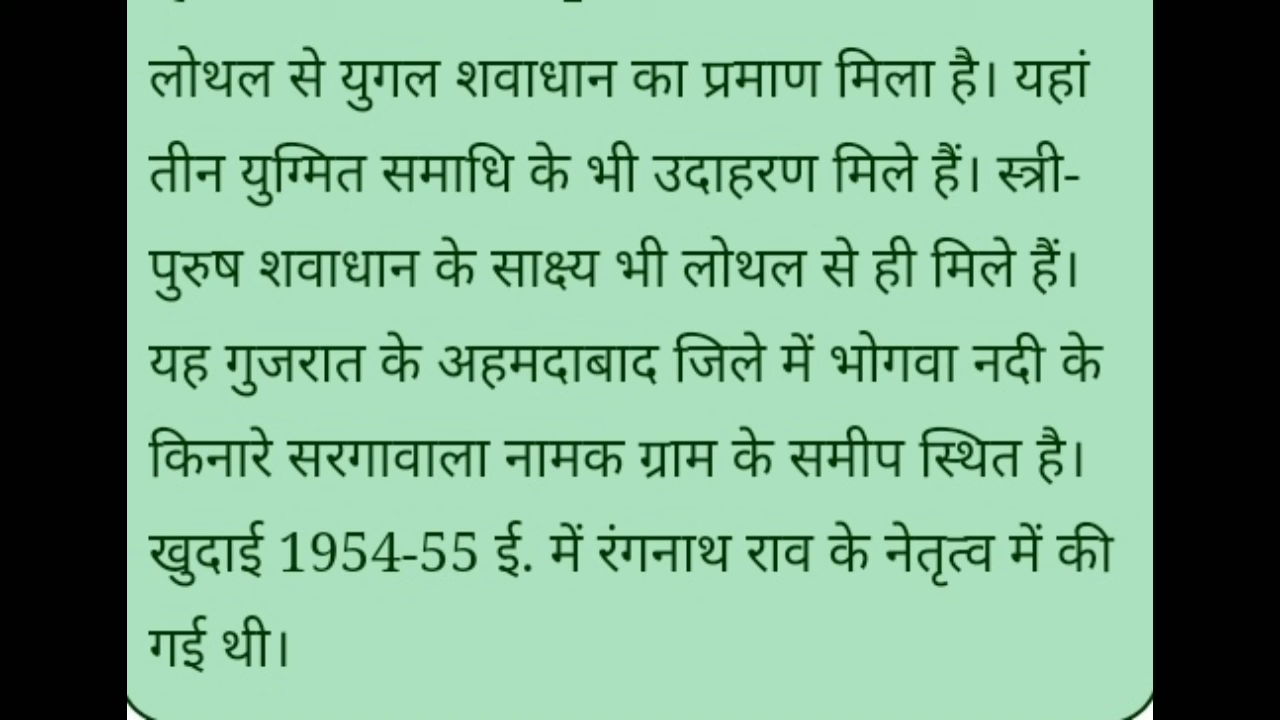 लोथल से युगल शवाधान का प्रमाण मिला है। यहां
तीन युग्मित समाधि के भी उदाहरण मिले हैं। स्त्री-
पुरुष शवाधान के साक्ष्य भी लोथल से ही मिले हैं।
यह गुजरात के अहमदाबाद जिले में भोगवा नदी के
किनारे सरगावाला नामक ग्राम के समीप स्थित है।
खुदाई 1954-55 ई. में रंगनाथ राव के नेतृत्व में की
गई थी।